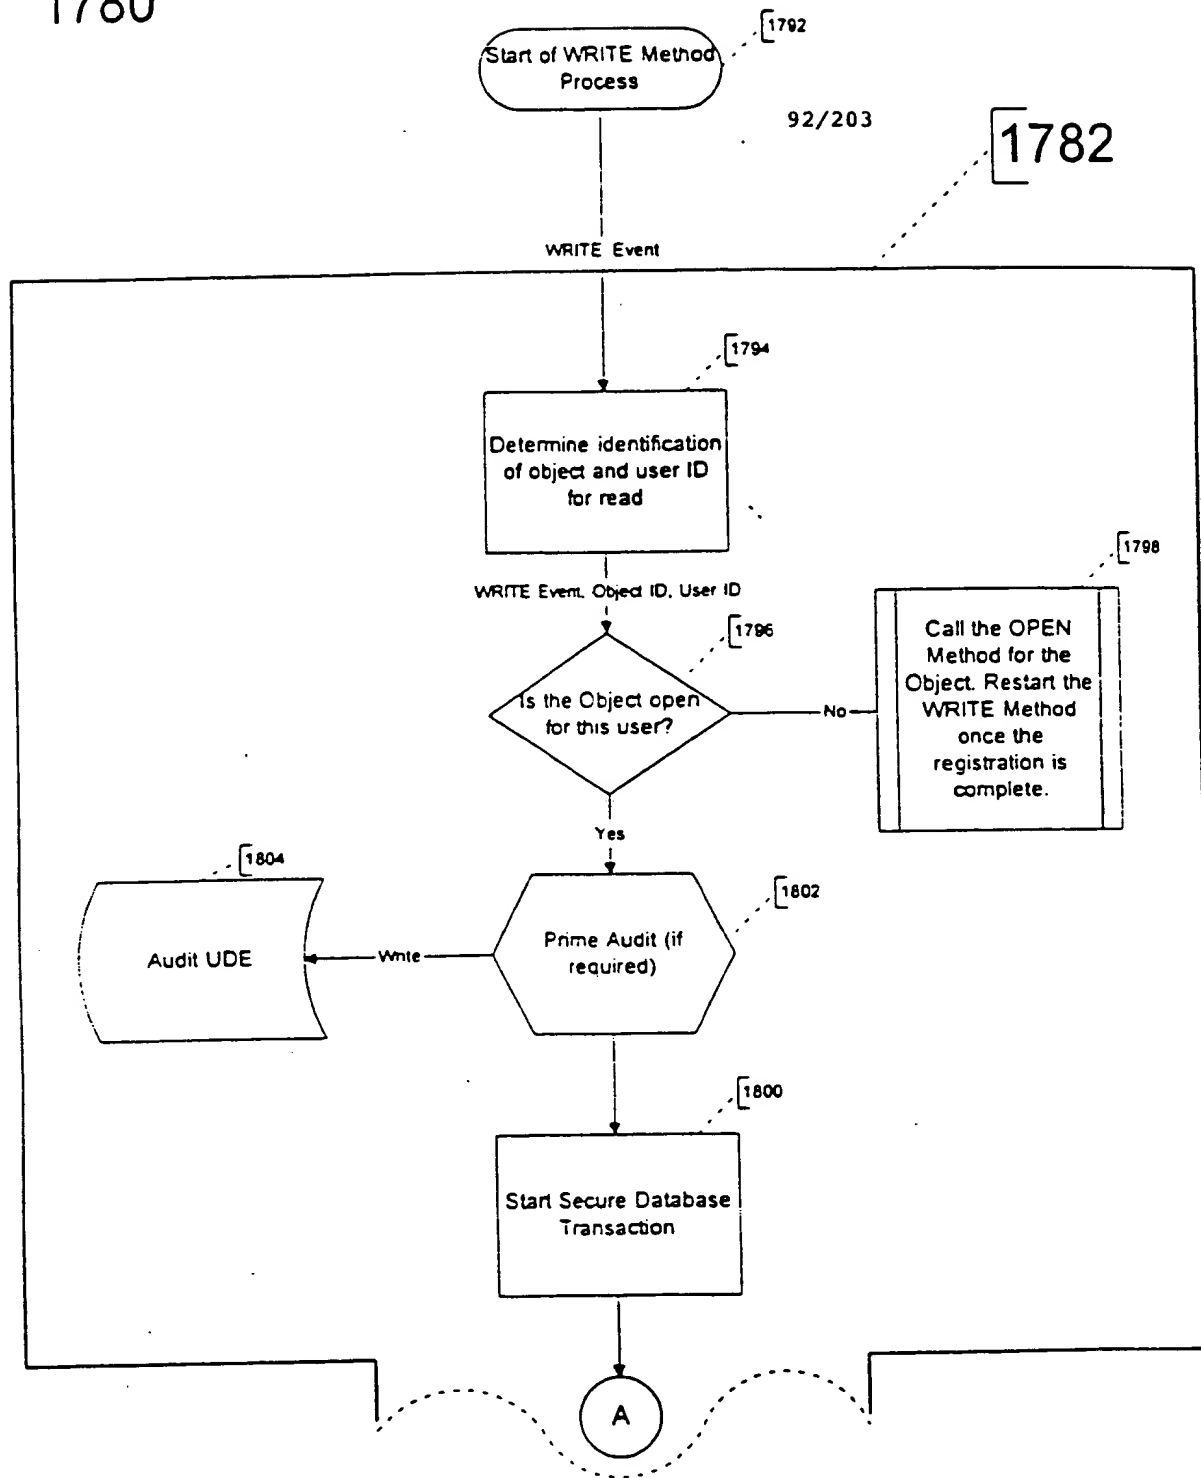 1780
1792
Start of WRITE Method
Process
92/203
1782
WRITE Event
1794
Determine identification
of object and user ID
for read
WRITE Event, Object ID, User ID
1796
Is the Object open
for this user?
No
1798
Call the OPEN
Method for the
Object. Restart the
WRITE Method
once the
registration is
complete.
Yes
1804
Audit UDE
Write
1802
Prime Audit (if
required)
1800
Start Secure Database
Transaction
A